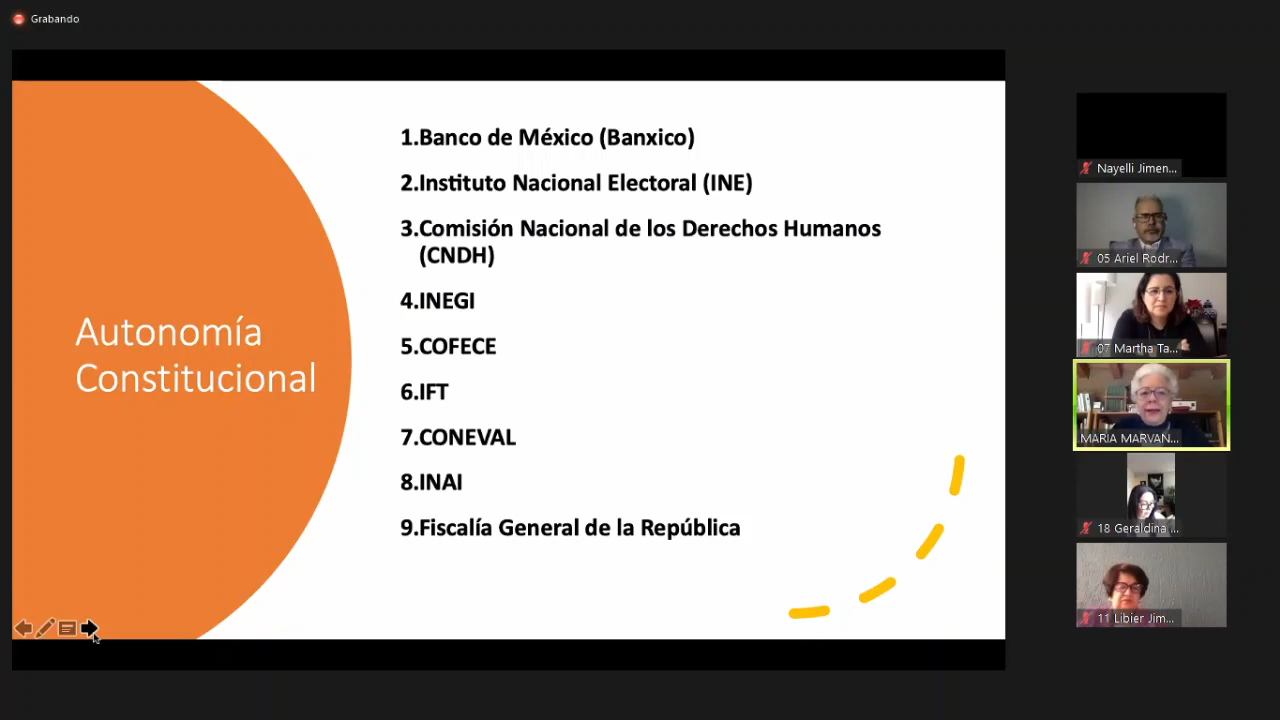 Grabando
Autonomía
Constitucional
1.Banco de México (Banxico)
2.Instituto Nacional Electoral (INE)
3.Comisión Nacional de los Derechos Humanos
(CNDH)
4.INEGI
5.COFECE
6.IFT
7.CONEVAL
8.INAI
9.Fiscalía General de la República
Nayelli Jimen...
05 Ariel Rodr...
07 Martha Ta...
MARIA MARVAN...
18 Geraldina ...
11 Libier Jim...